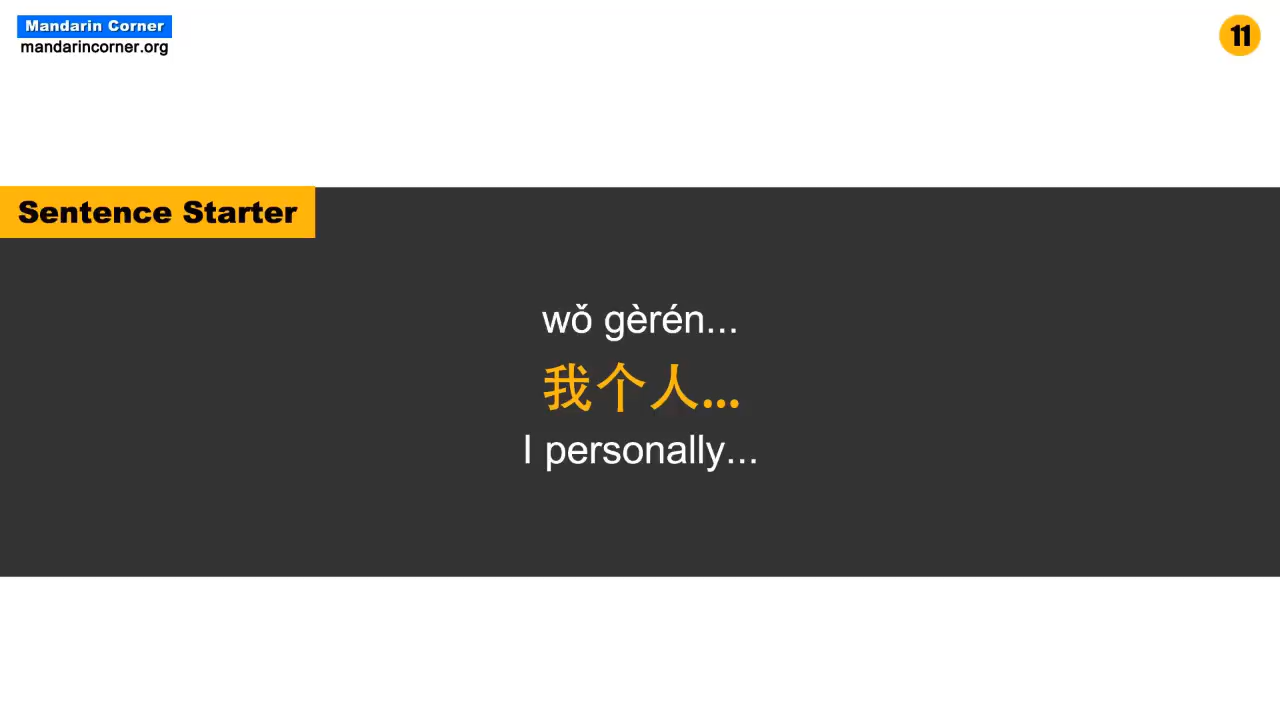 Mandarin Corner
mandarincorner.org
11
Sentence Starter
wǒ gèrén...
我个人...
I personally...